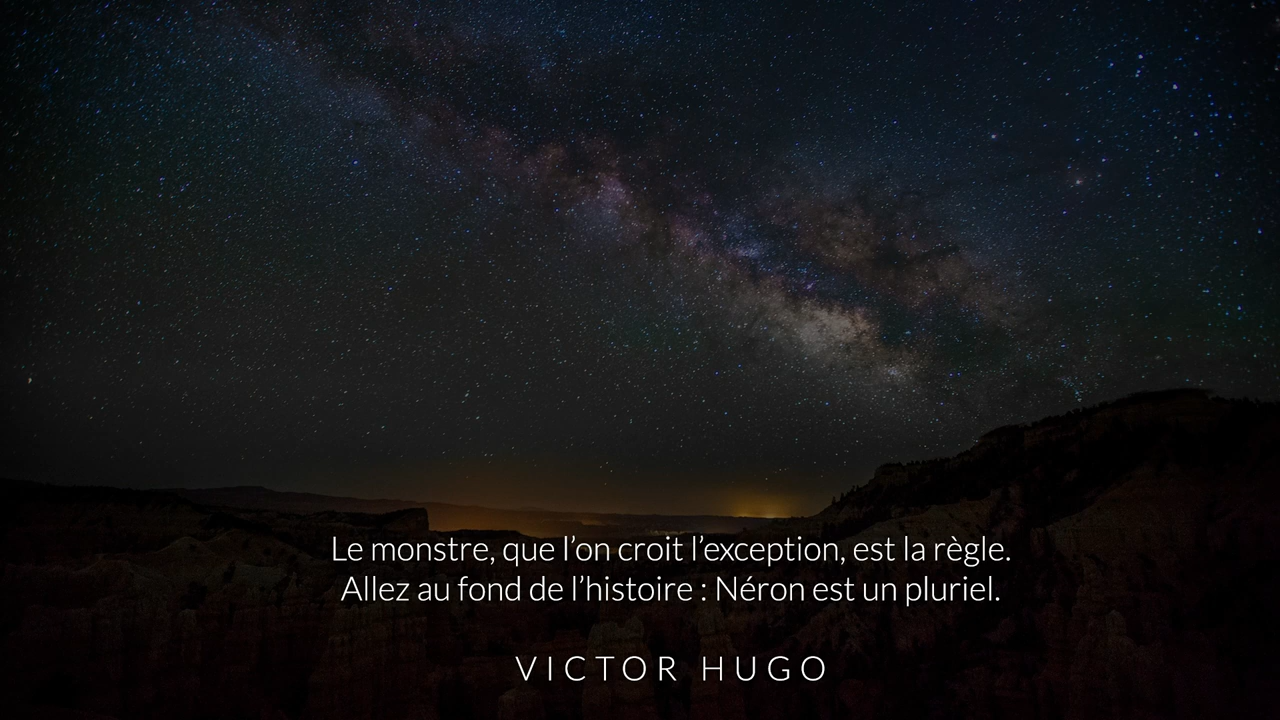 Le monstre, que l’on croit l’exception, est la règle.
Allez au fond de l’histoire : Néron est un pluriel.
VICTOR HUGO